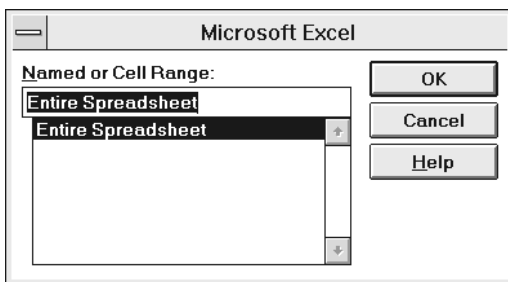 Microsoft Excel
Named or Cell Range:
Entire Spreadsheet
Entire Spreadsheet
OK
Cancel
Help